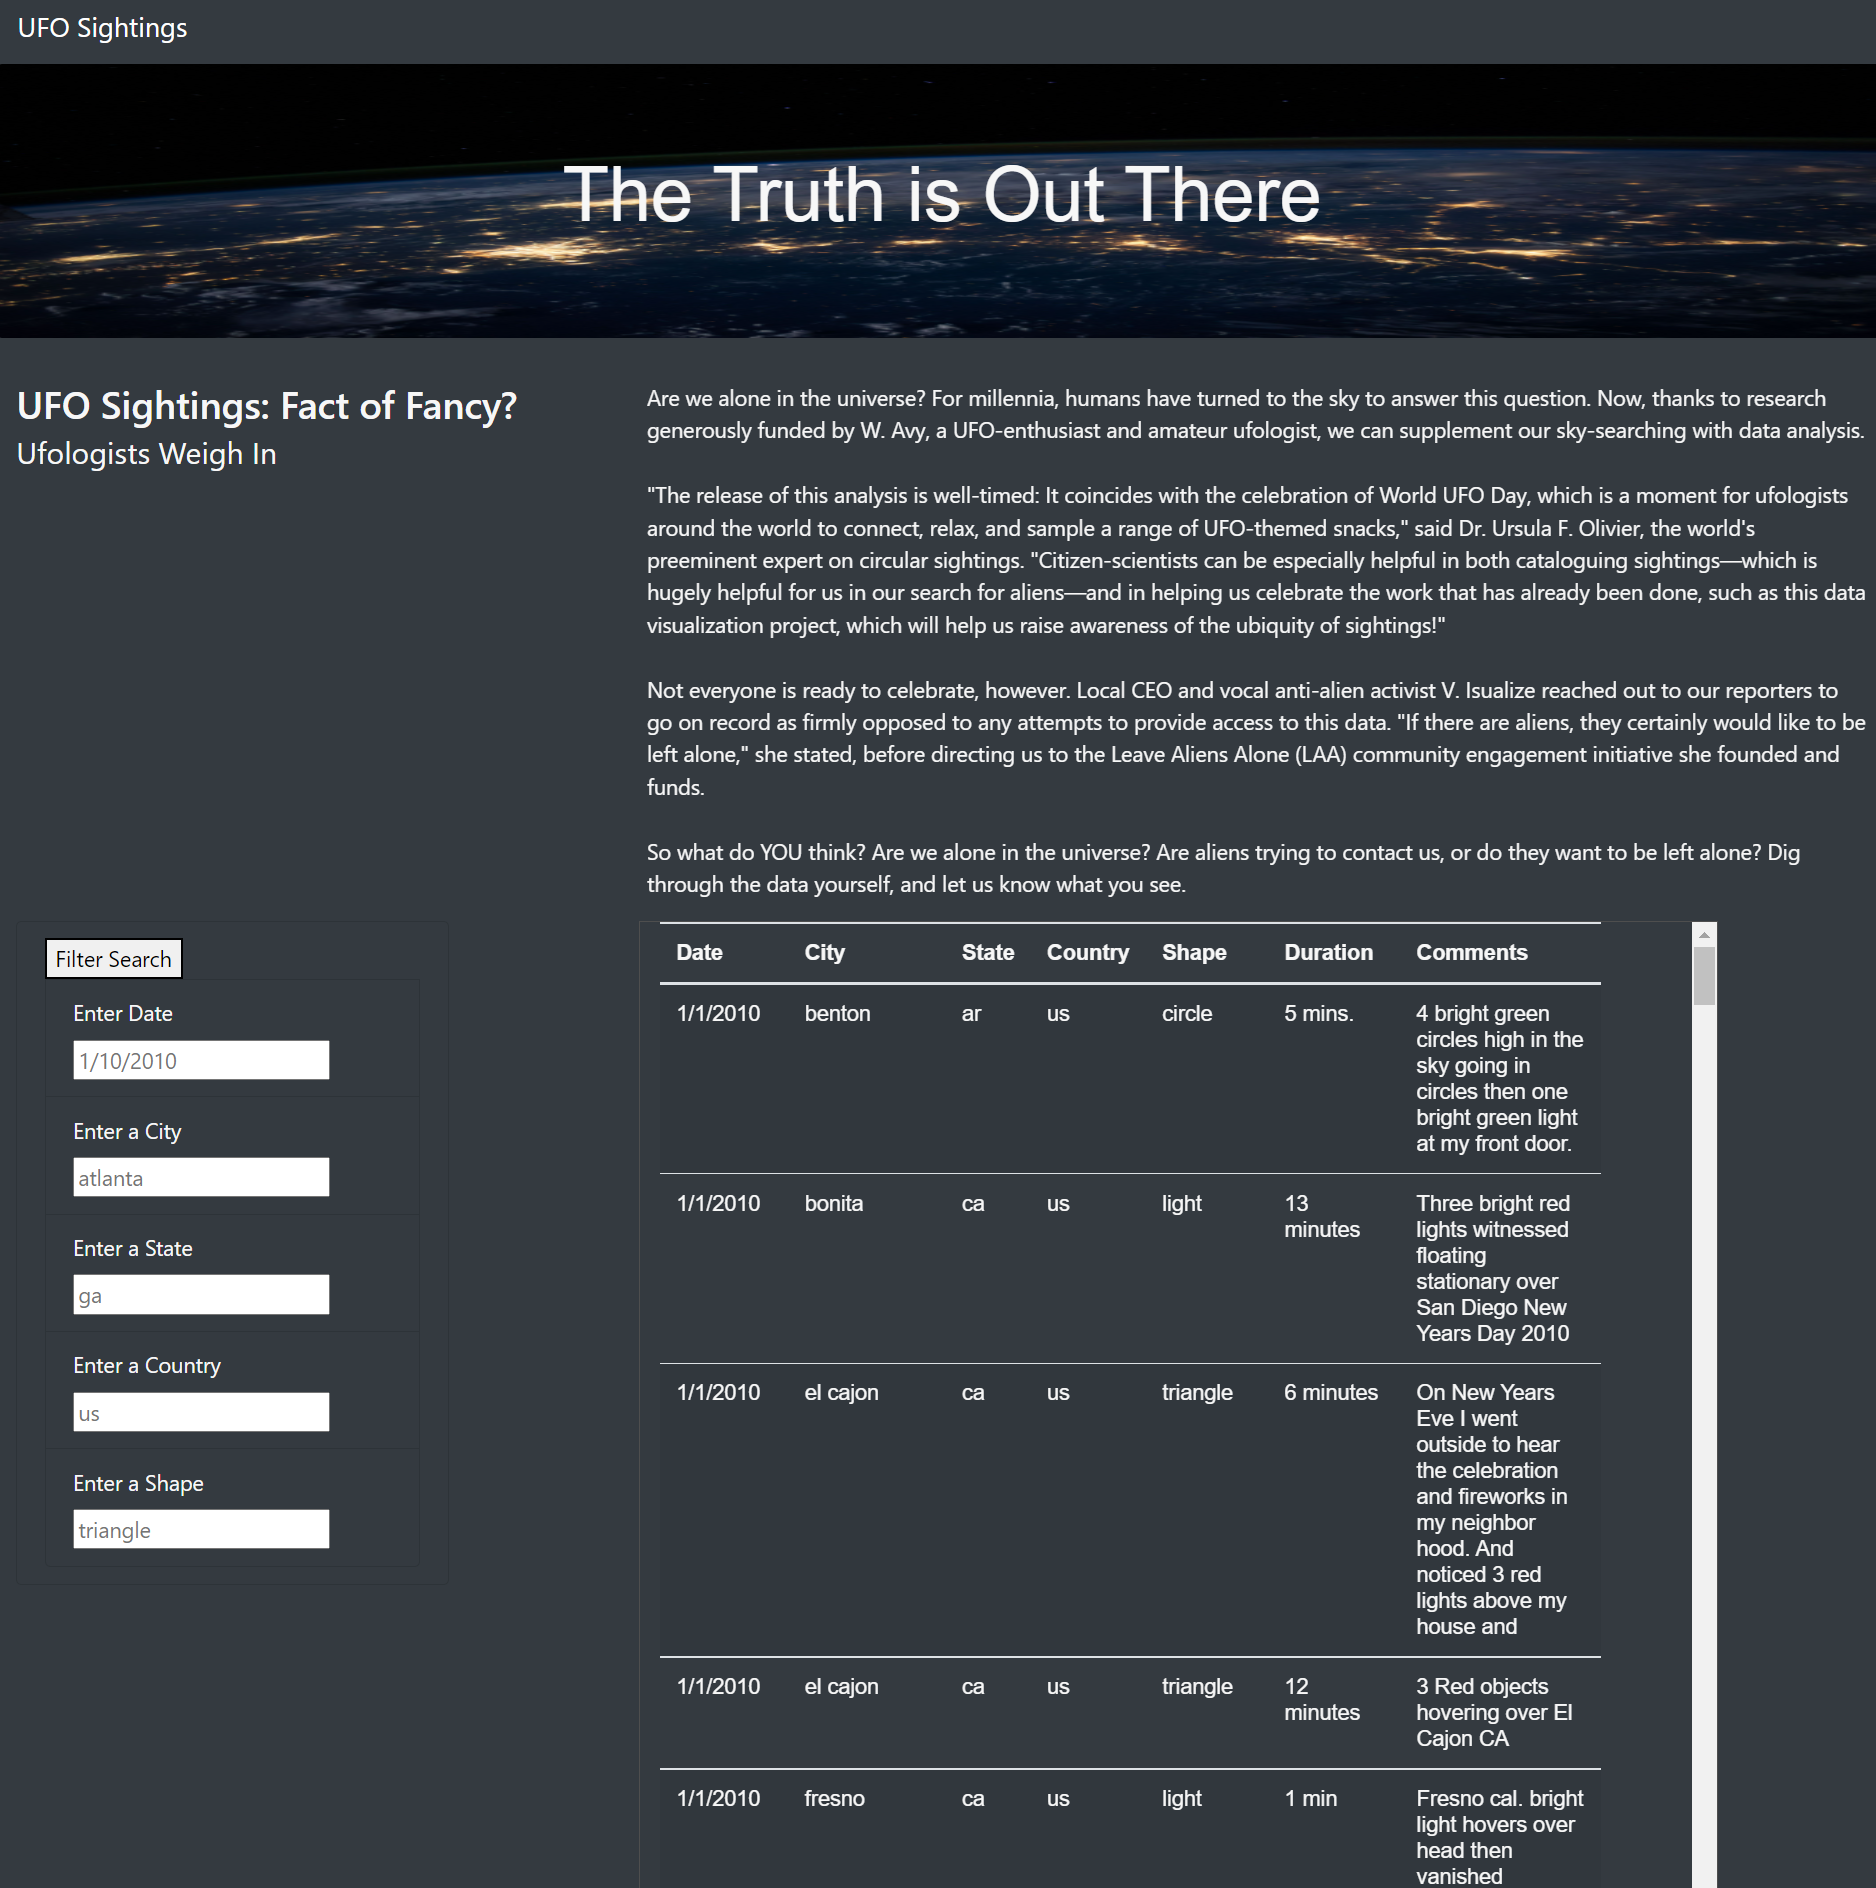 UFO Sightings
The Truth is Out There
UFO Sightings: Fact of Fancy?
Ufologists Weigh In
Are we alone in the universe? For millennia, humans have turned to the sky to answer this question. Now, thanks to research
generously funded by W. Avy, a UFO-enthusiast and amateur ufologist, we can supplement our sky-searching with data analysis.
"The release of this analysis is well-timed: It coincides with the celebration of World UFO Day, which is a moment for ufologists
around the world to connect, relax, and sample a range of UFO-themed snacks," said Dr. Ursula F. Olivier, the world's
preeminent expert on circular sightings. "Citizen-scientists can be especially helpful in both cataloguing sightings—which is
hugely helpful for us in our search for aliens—and in helping us celebrate the work that has already been done, such as this data
visualization project, which will help us raise awareness of the ubiquity of sightings!"
Not everyone is ready to celebrate, however. Local CEO and vocal anti-alien activist V. Isualize reached out to our reporters to
go on record as firmly opposed to any attempts to provide access to this data. "If there are aliens, they certainly would like to be
left alone," she stated, before directing us to the Leave Aliens Alone (LAA) community engagement initiative she founded and
funds.
So what do YOU think? Are we alone in the universe? Are aliens trying to contact us, or do they want to be left alone? Dig
through the data yourself, and let us know what you see.
Filter Search
Enter Date
1/10/2010
Enter a City
atlanta
Enter a State
ga
Enter a Country
us
Enter a Shape
triangle
Date City State Country Shape Duration Comments
1/1/2010 benton ar us circle 5 mins. 4 bright green
circles high in the
sky going in
circles then one
bright green light
at my front door.
1/1/2010 bonita ca us light 13 Three bright red
minutes lights witnessed
floating
stationary over
San Diego New
Years Day 2010
1/1/2010 el cajon ca us triangle 6 minutes On New Years
Eve I went
outside to hear
the celebration
and fireworks in
my neighbor
hood. And
noticed 3 red
lights above my
house and
1/1/2010 el cajon ca us triangle 12 3 Red objects
minutes hovering over El
Cajon CA
1/1/2010 fresno ca us light 1 min Fresno cal. bright
light hovers over
head then
vanished